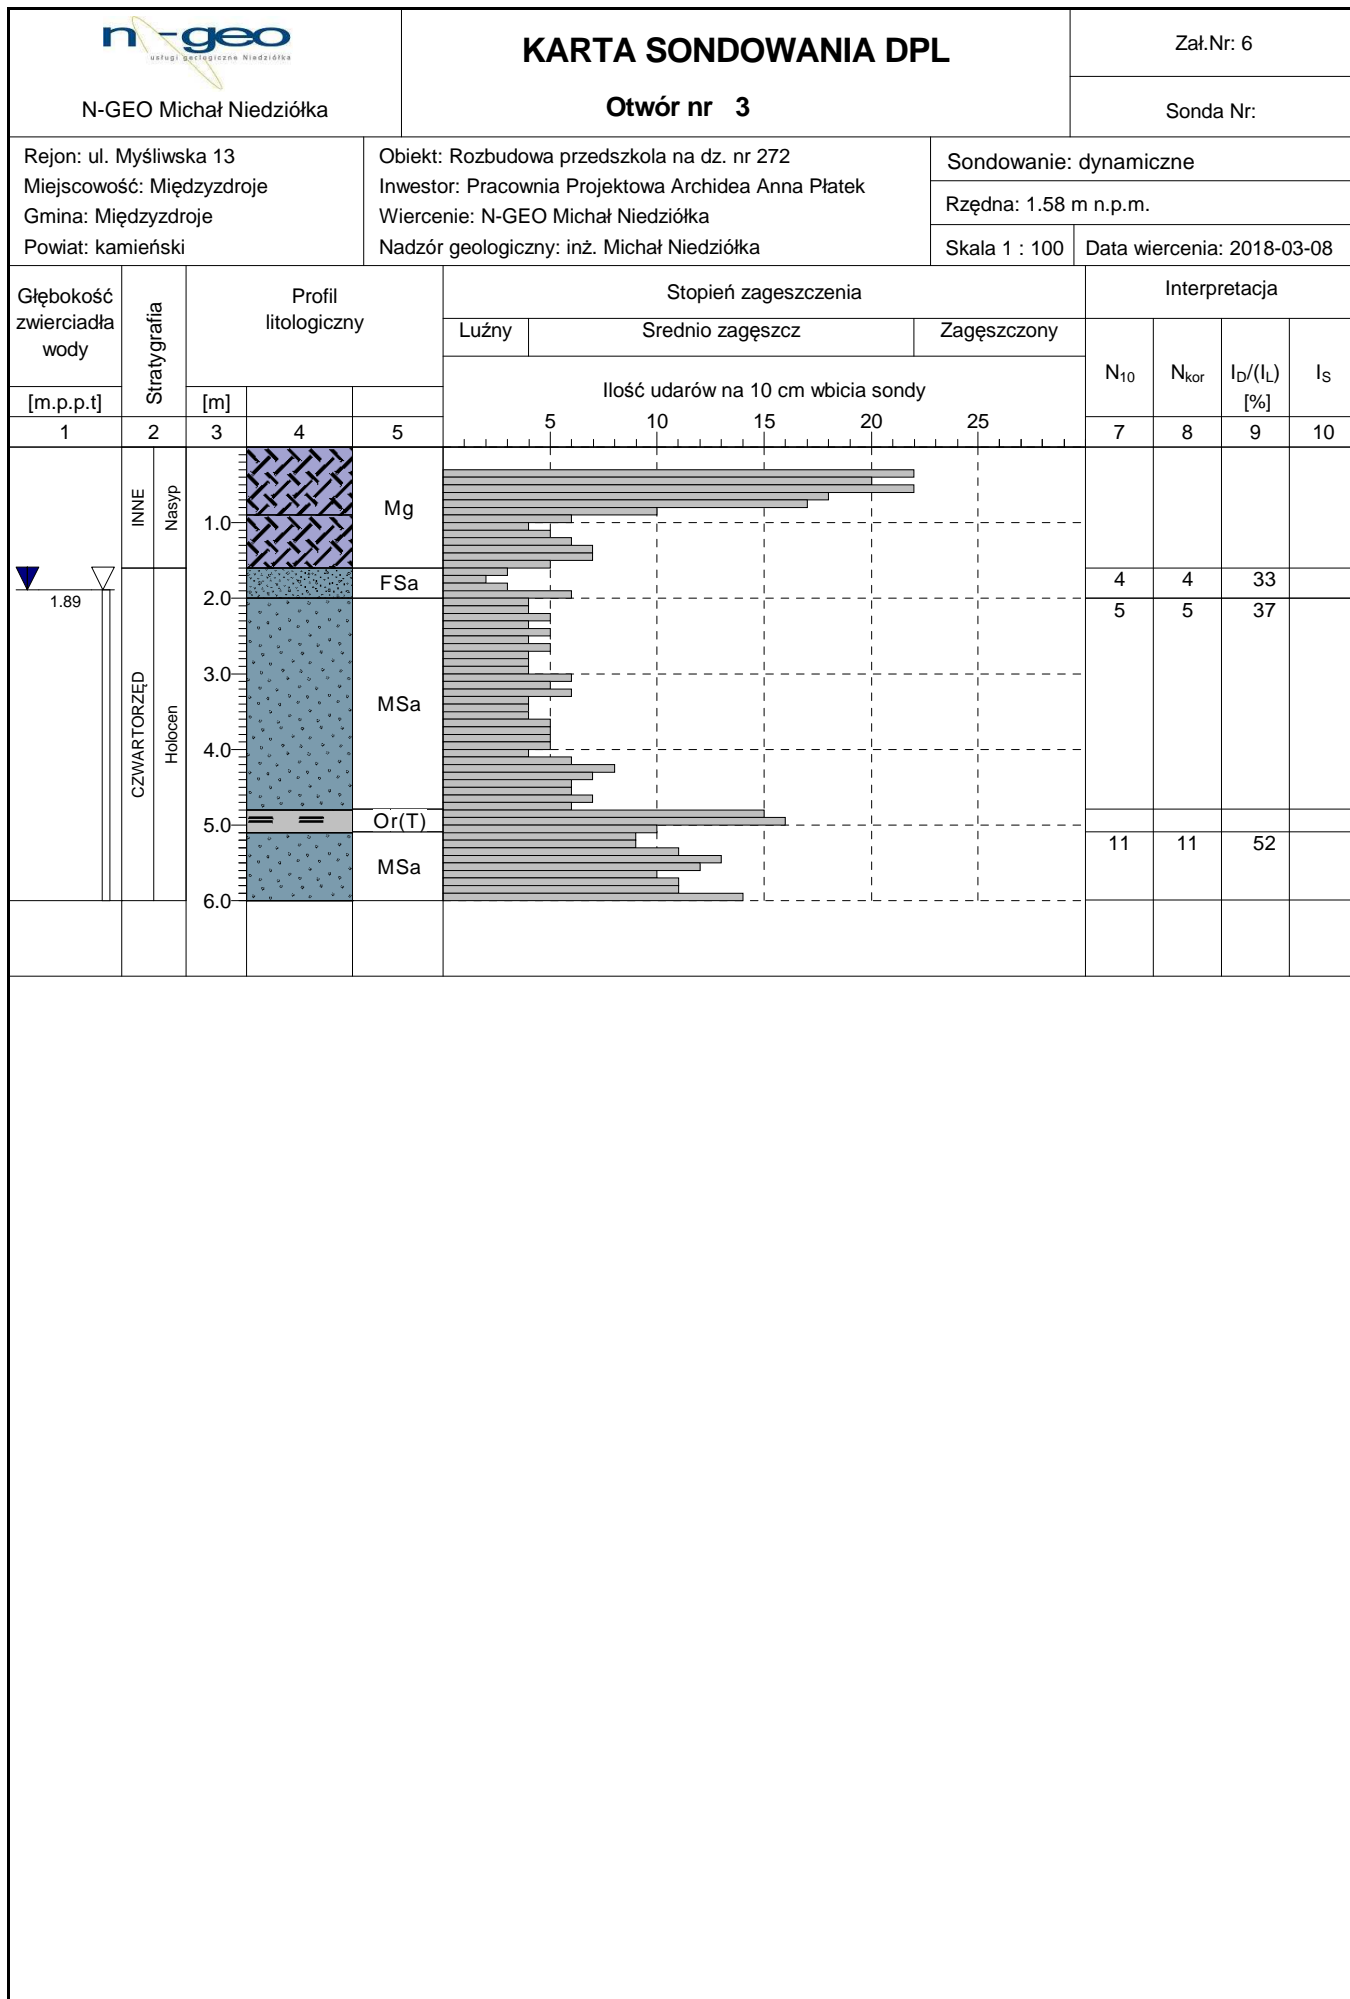 n-geo
usługi geologiczne Niedziółka
N-GEO Michał Niedziółka
KARTA SONDOWANIA DPL
Otwór nr 3
Zał.Nr: 6
Sonda Nr:
Rejon: ul. Myśliwska 13
Miejscowość: Międzyzdroje
Gmina: Międzyzdroje
Powiat: kamieński
Obiekt: Rozbudowa przedszkola na dz. nr 272
Inwestor: Pracownia Projektowa Archidea Anna Płatek
Wiercenie: N-GEO Michał Niedziółka
Nadzór geologiczny: inż. Michał Niedziółka
Sondowanie: dynamiczne
Rzędna: 1.58 m n.p.m.
Skala 1 : 100
Data wiercenia: 2018-03-08
Głębokość
zwierciadła
wody
[m.p.p.t]
Stratygrafia
Profil
litologiczny
[m]
Stopień zageszczenia
Luźny
Srednio zagęszcz
Zagęszczony
Ilość udarów na 10 cm wbicia sondy
5 10 15 20 25
Interpretacja
N10
Nkor
ID/(IL)
[%]
IS
1 2 3 4 5 7 8 9 10
INNE
Nasyp
1.0
Mg
1.89
FSa
4 4 33
2.0
5 5 37
3.0
CZWARTORZĘD
Holocen
MSa
4.0
5.0
Or(T)
11 11 52
MSa
6.0